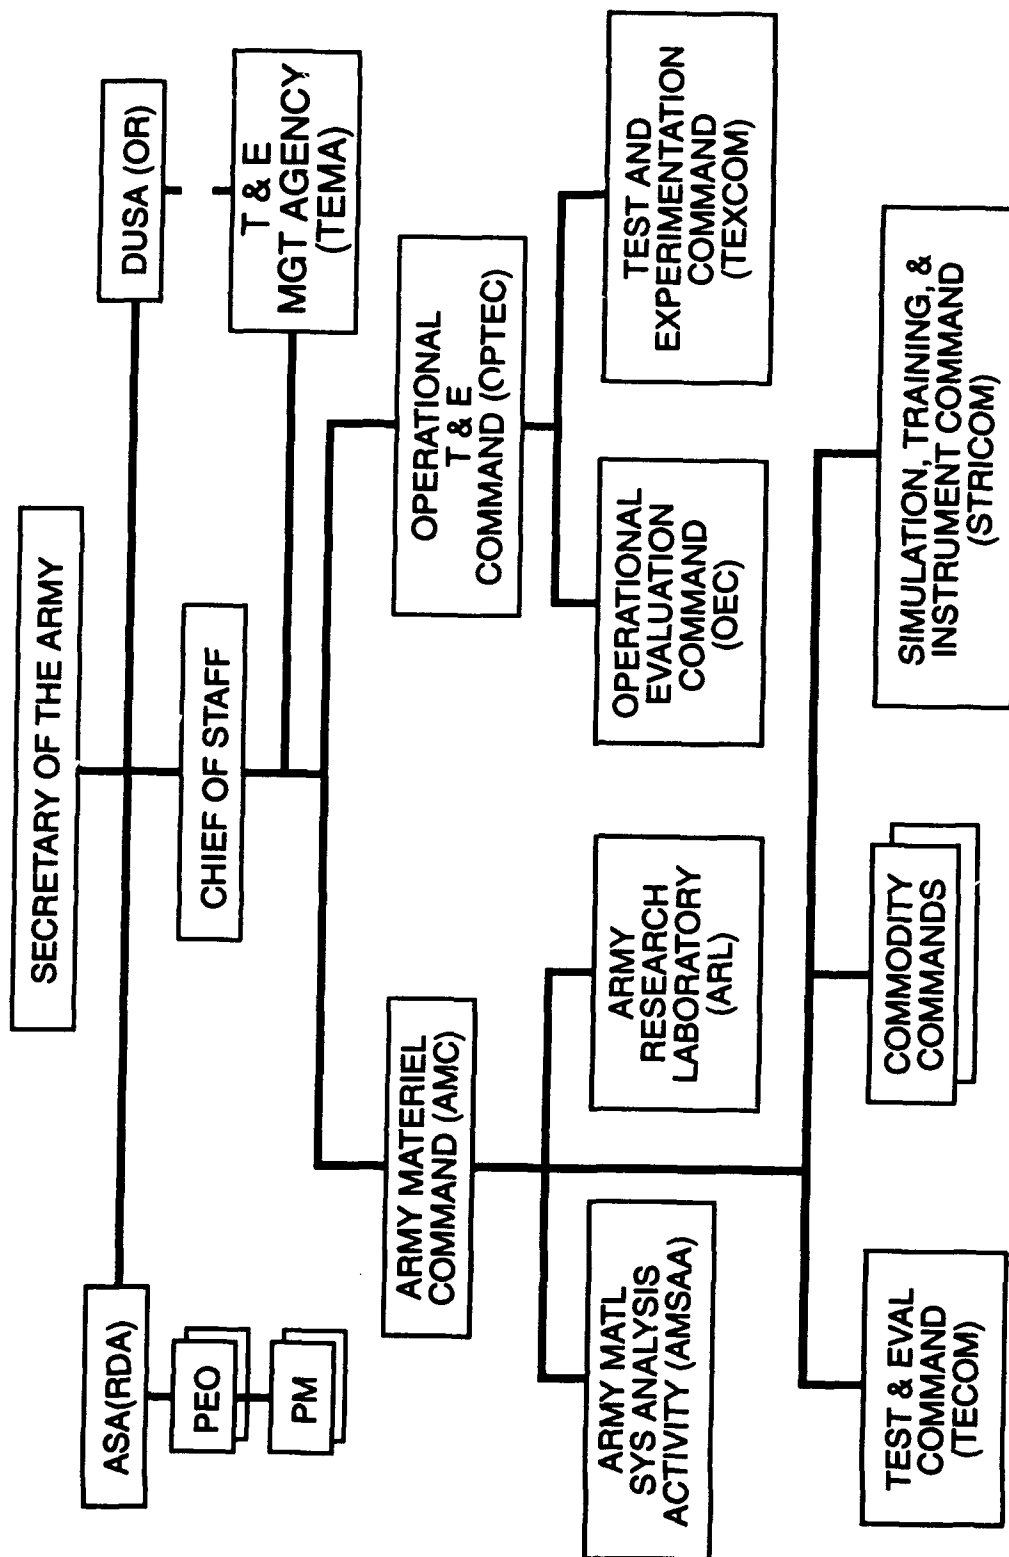 SECRETARY OF THE ARMY
ASA(RDA)
DUSA (OR)
PEO
CHIEF OF STAFF
T & E
MGT AGENCY
(TEMA)
PM
ARMY MATERIEL
COMMAND (AMC)
OPERATIONAL
T & E
COMMAND (OPTEC)
ARMY MATL
SYS ANALYSIS
ACTIVITY (AMSAA)
ARMY
RESEARCH
LABORATORY
(ARL)
OPERATIONAL
EVALUATION
COMMAND
(OEC)
TEST AND
EXPERIMENTATION
COMMAND
(TEXCOM)
TEST & EVAL
COMMAND
(TECOM)
COMMODITY
COMMANDS
SIMULATION, TRAINING, &
INSTRUMENT COMMAND
(STRICOM)